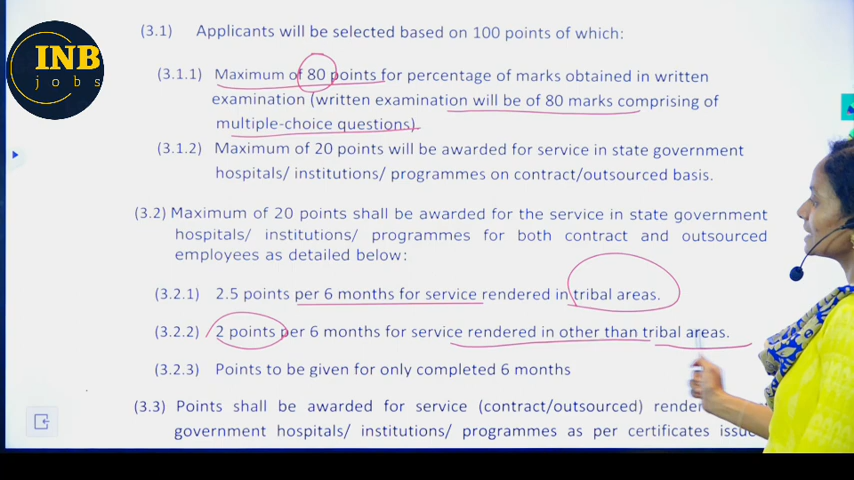 INB
jobs
(3.1) Applicants will be selected based on 100 points of which:
(3.1.1) Maximum of 80 points for percentage of marks obtained in written
examination (written examination will be of 80 marks comprising of
multiple-choice questions)
(3.1.2) Maximum of 20 points will be awarded for service in state government
hospitals/ institutions/ programmes on contract/outsourced basis.
(3.2) Maximum of 20 points shall be awarded for the service in state government
hospitals/ institutions/ programmes for both contract and outsourced
employees as detailed below:
(3.2.1) 2.5 points per 6 months for service rendered in tribal areas.
(3.2.2) 2 points per 6 months for service rendered in other than tribal areas.
(3.2.3) Points to be given for only completed 6 months
(3.3) Points shall be awarded for service (contract/outsourced)
government hospitals/ institutions/ programmes as per certificates